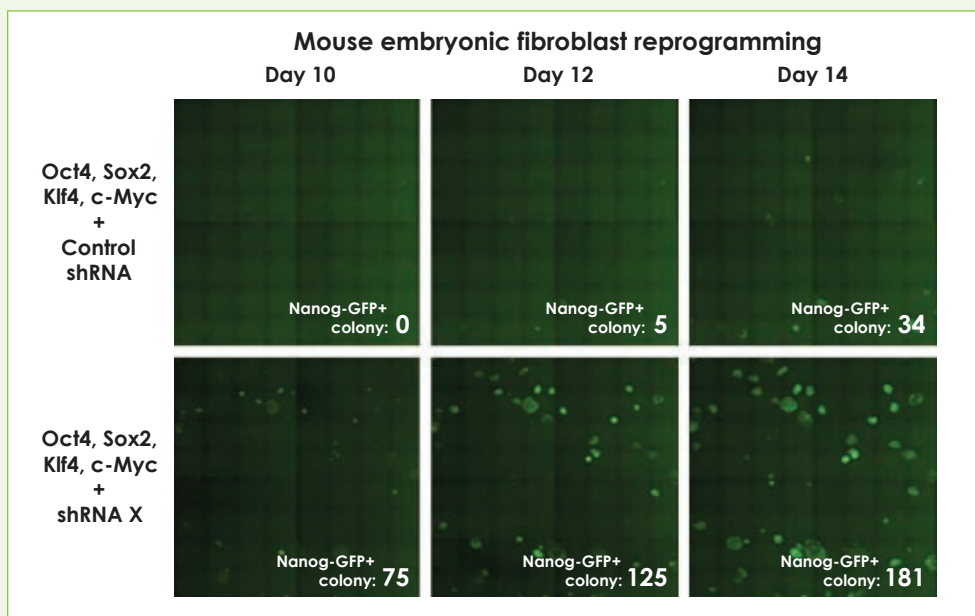 Mouse embryonic fibroblast reprogramming
Day 10 Day 12 Day 14
Oct4, Sox2,
Klf4, c-Myc
+
Control
shRNA
Nanog-GFP+
colony: 0
Nanog-GFP+
colony: 5
Nanog-GFP+
colony: 34
Oct4, Sox2,
Klf4, c-Myc
+
shRNA X
Nanog-GFP+
colony: 75
Nanog-GFP+
colony: 125
Nanog-GFP+
colony: 181